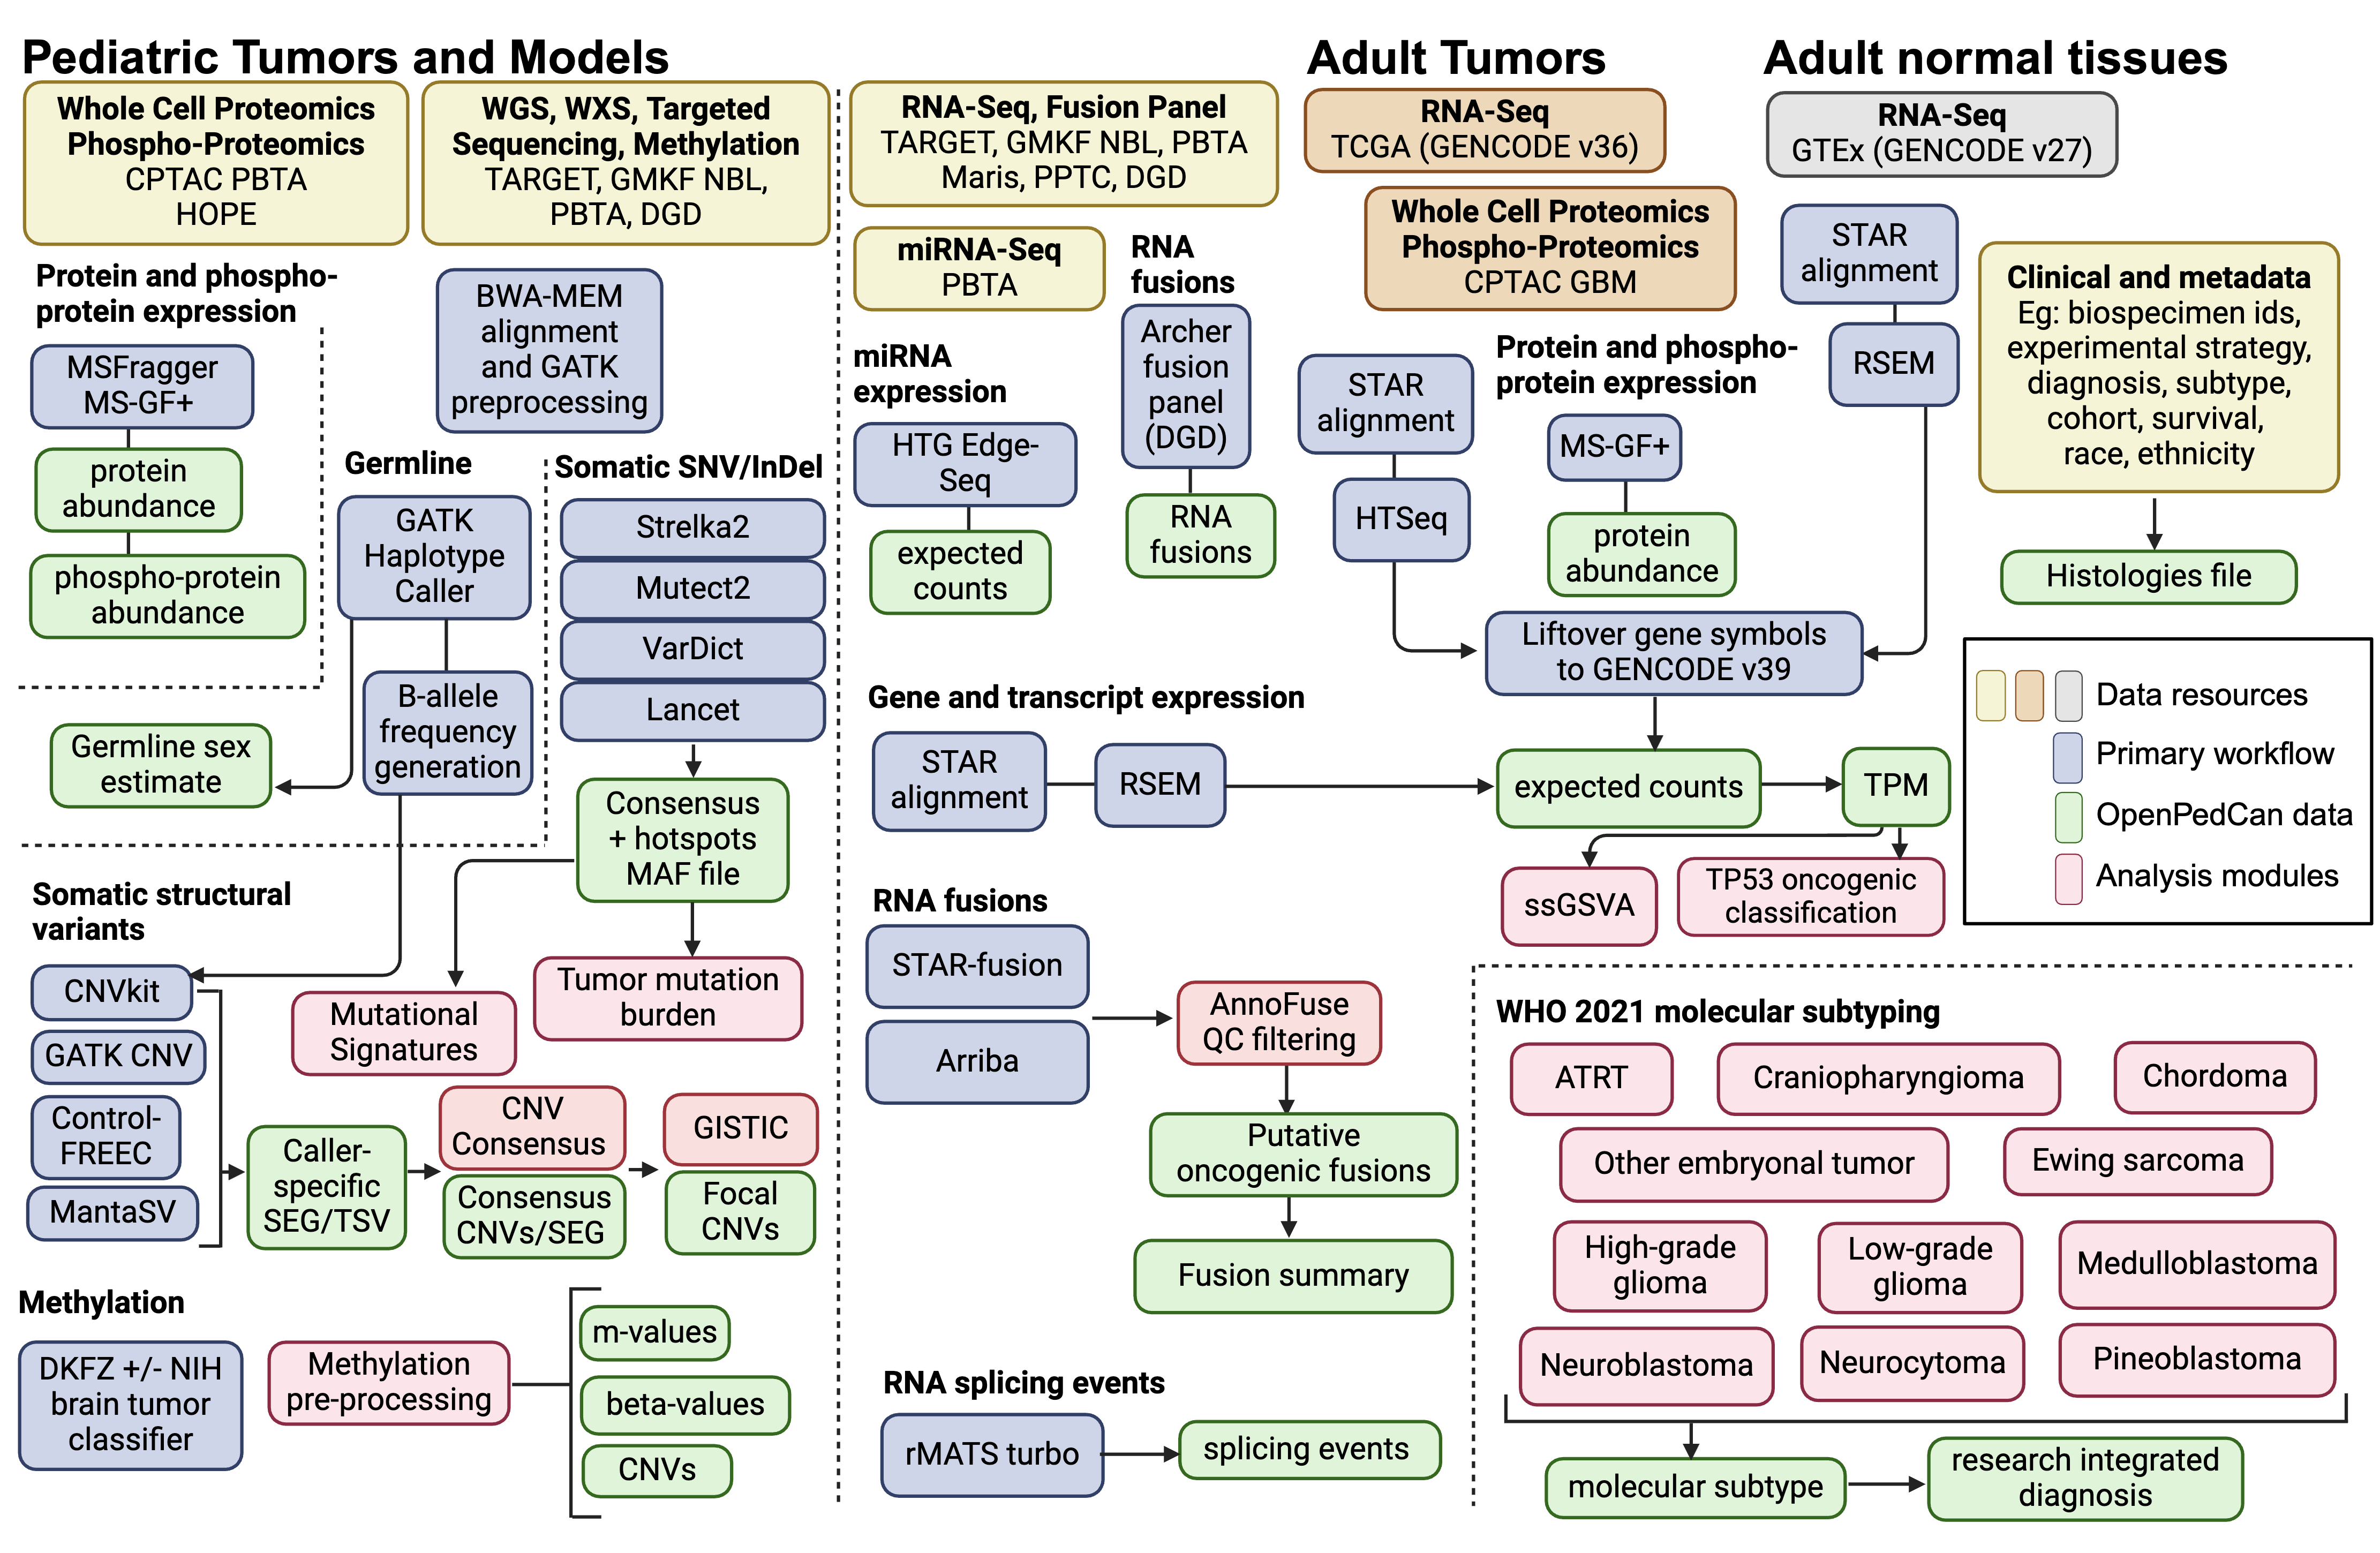 Pediatric Tumors and Models
Whole Cell Proteomics
Phospho-Proteomics
CPTAC PBTA
HOPE
WGS, WXS, Targeted
Sequencing, Methylation
TARGET, GMKF NBL,
PBTA, DGD
Protein and phospho-
protein expression
MSFragger
MS-GF+
protein
abundance
phospho-protein
abundance
BWA-MEM
alignment
and GATK
preprocessing
Germline
GATK
Haplotype
Caller
B-allele
frequency
generation
Germline sex
estimate
Somatic SNV/InDel
Strelka2
Mutect2
VarDict
Lancet
Consensus
+ hotspots
MAF file
Mutational
Signatures
Tumor mutation
burden
Somatic structural
variants
CNVkit
GATK CNV
Control-
FREEC
MantaSV
Caller-
specific
SEG/TSV
CNV
Consensus
Consensus
CNVs/SEG
GISTIC
Focal
CNVs
Methylation
DKFZ +/- NIH
brain tumor
classifier
Methylation
pre-processing
m-values
beta-values
CNVs
RNA-Seq, Fusion Panel
TARGET, GMKF NBL, PBTA
Maris, PPTC, DGD
miRNA-Seq
PBTA
miRNA
expression
HTG Edge-
Seq
expected
counts
RNA
fusions
Archer
fusion
panel
(DGD)
RNA
fusions
Gene and transcript expression
STAR
alignment
RSEM
RNA fusions
STAR-fusion
Arriba
AnnoFuse
QC filtering
Putative
oncogenic fusions
Fusion summary
RNA splicing events
rMATS turbo
splicing events
Adult Tumors
RNA-Seq
TCGA (GENCODE v36)
Whole Cell Proteomics
Phospho-Proteomics
CPTAC GBM
STAR
alignment
HTSeq
Protein and phospho-
protein expression
MS-GF+
protein
abundance
Liftover gene symbols
to GENCODE v39
expected counts
TPM
ssGSVA
TP53 oncogenic
classification
Adult normal tissues
RNA-Seq
GTEx (GENCODE v27)
STAR
alignment
RSEM
Clinical and metadata
Eg: biospecimen ids,
experimental strategy,
diagnosis, subtype,
cohort, survival,
race, ethnicity
Histologies file
Data resources
Primary workflow
OpenPedCan data
Analysis modules
WHO 2021 molecular subtyping
ATRT
Craniopharyngioma
Chordoma
Other embryonal tumor
Ewing sarcoma
High-grade
glioma
Low-grade
glioma
Medulloblastoma
Neuroblastoma
Neurocytoma
Pineoblastoma
molecular subtype
research integrated
diagnosis